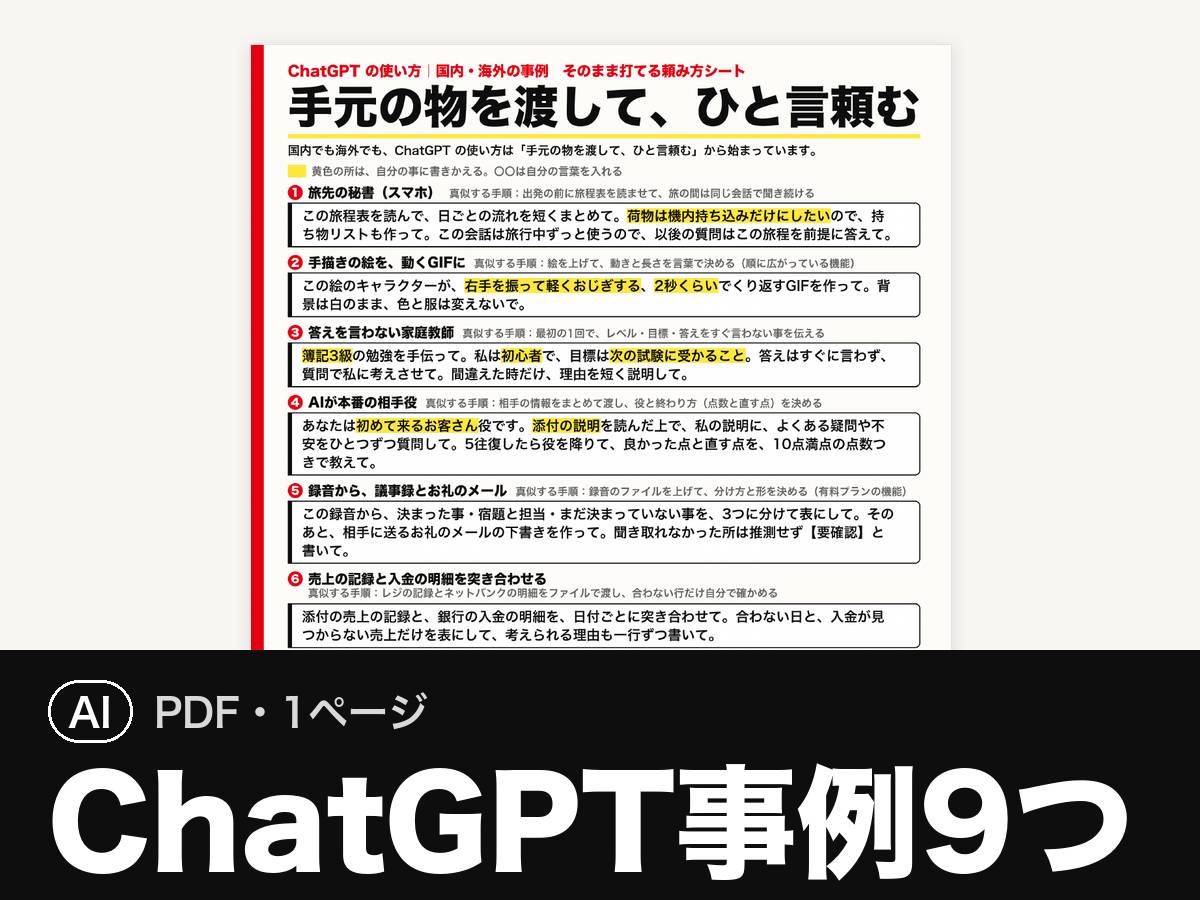 ChatGPT の使い方｜国内・海外の事例　そのまま打てる頼み方シート
手元の物を渡して、ひと言頼む
国内でも海外でも、ChatGPT の使い方は「手元の物を渡して、ひと言頼む」から始まっています。
黄色の所は、自分の事に書きかえる。〇〇は自分の言葉を入れる
1 旅先の秘書（スマホ）　真似する手順：出発の前に旅程表を読ませて、旅の間は同じ会話で聞き続ける
この旅程表を読んで、日ごとの流れを短くまとめて。荷物は機内持ち込みだけにしたいので、持
ち物リストも作って。この会話は旅行中ずっと使うので、以後の質問はこの旅程を前提に答えて。
2 手描きの絵を、動くGIFに　真似する手順：絵を上げて、動きと長さを言葉で決める（順に広がっている機能）
この絵のキャラクターが、右手を振って軽くおじぎする、2秒くらいでくり返すGIFを作って。背
景は白のまま、色と服は変えないで。
3 答えを言わない家庭教師　真似する手順：最初の1回で、レベル・目標・答えをすぐ言わない事を伝える
簿記3級の勉強を手伝って。私は初心者で、目標は次の試験に受かること。答えはすぐに言わず、
質問で私に考えさせて。間違えた時だけ、理由を短く説明して。
4 AIが本番の相手役　真似する手順：相手の情報をまとめて渡し、役と終わり方（点数と直す点）を決める
あなたは初めて来るお客さん役です。添付の説明を読んだ上で、私の説明に、よくある疑問や不
安をひとつずつ質問して。5往復したら役を降りて、良かった点と直す点を、10点満点の点数つ
きで教えて。
5 録音から、議事録とお礼のメール　真似する手順：録音のファイルを上げて、分け方と形を決める（有料プランの機能）
この録音から、決まった事・宿題と担当・まだ決まっていない事を、3つに分けて表にして。その
あと、相手に送るお礼のメールの下書きを作って。聞き取れなかった所は推測せず【要確認】と
書いて。
6 売上の記録と入金の明細を突き合わせる
真似する手順：レジの記録とネットバンクの明細をファイルで渡し、合わない行だけ自分で確かめる
添付の売上の記録と、銀行の入金の明細を、日付ごとに突き合わせて。合わない日と、入金が見
つからない売上だけを表にして、考えられる理由も一行ずつ書いて。
AI PDF・1ページ
ChatGPT事例9つ